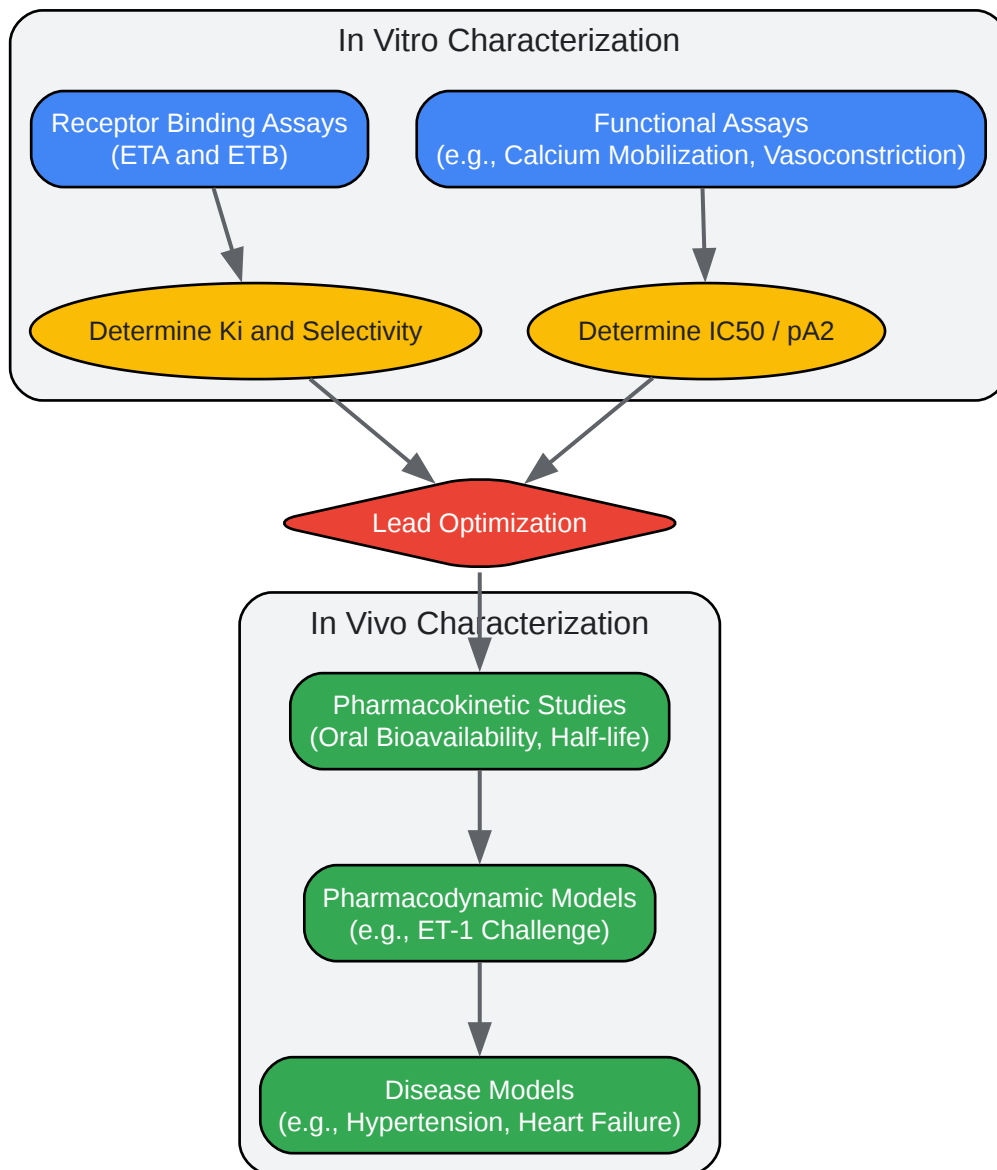 In Vitro Characterization
Receptor Binding Assays
(ETA and ETB)
Functional Assays
(e.g., Calcium Mobilization, Vasoconstriction)
Determine Ki and Selectivity
Determine IC50 / pA2
Lead Optimization
In Vivo Characterization
Pharmacokinetic Studies
(Oral Bioavailability, Half-life)
Pharmacodynamic Models
(e.g., ET-1 Challenge)
Disease Models
(e.g., Hypertension, Heart Failure)